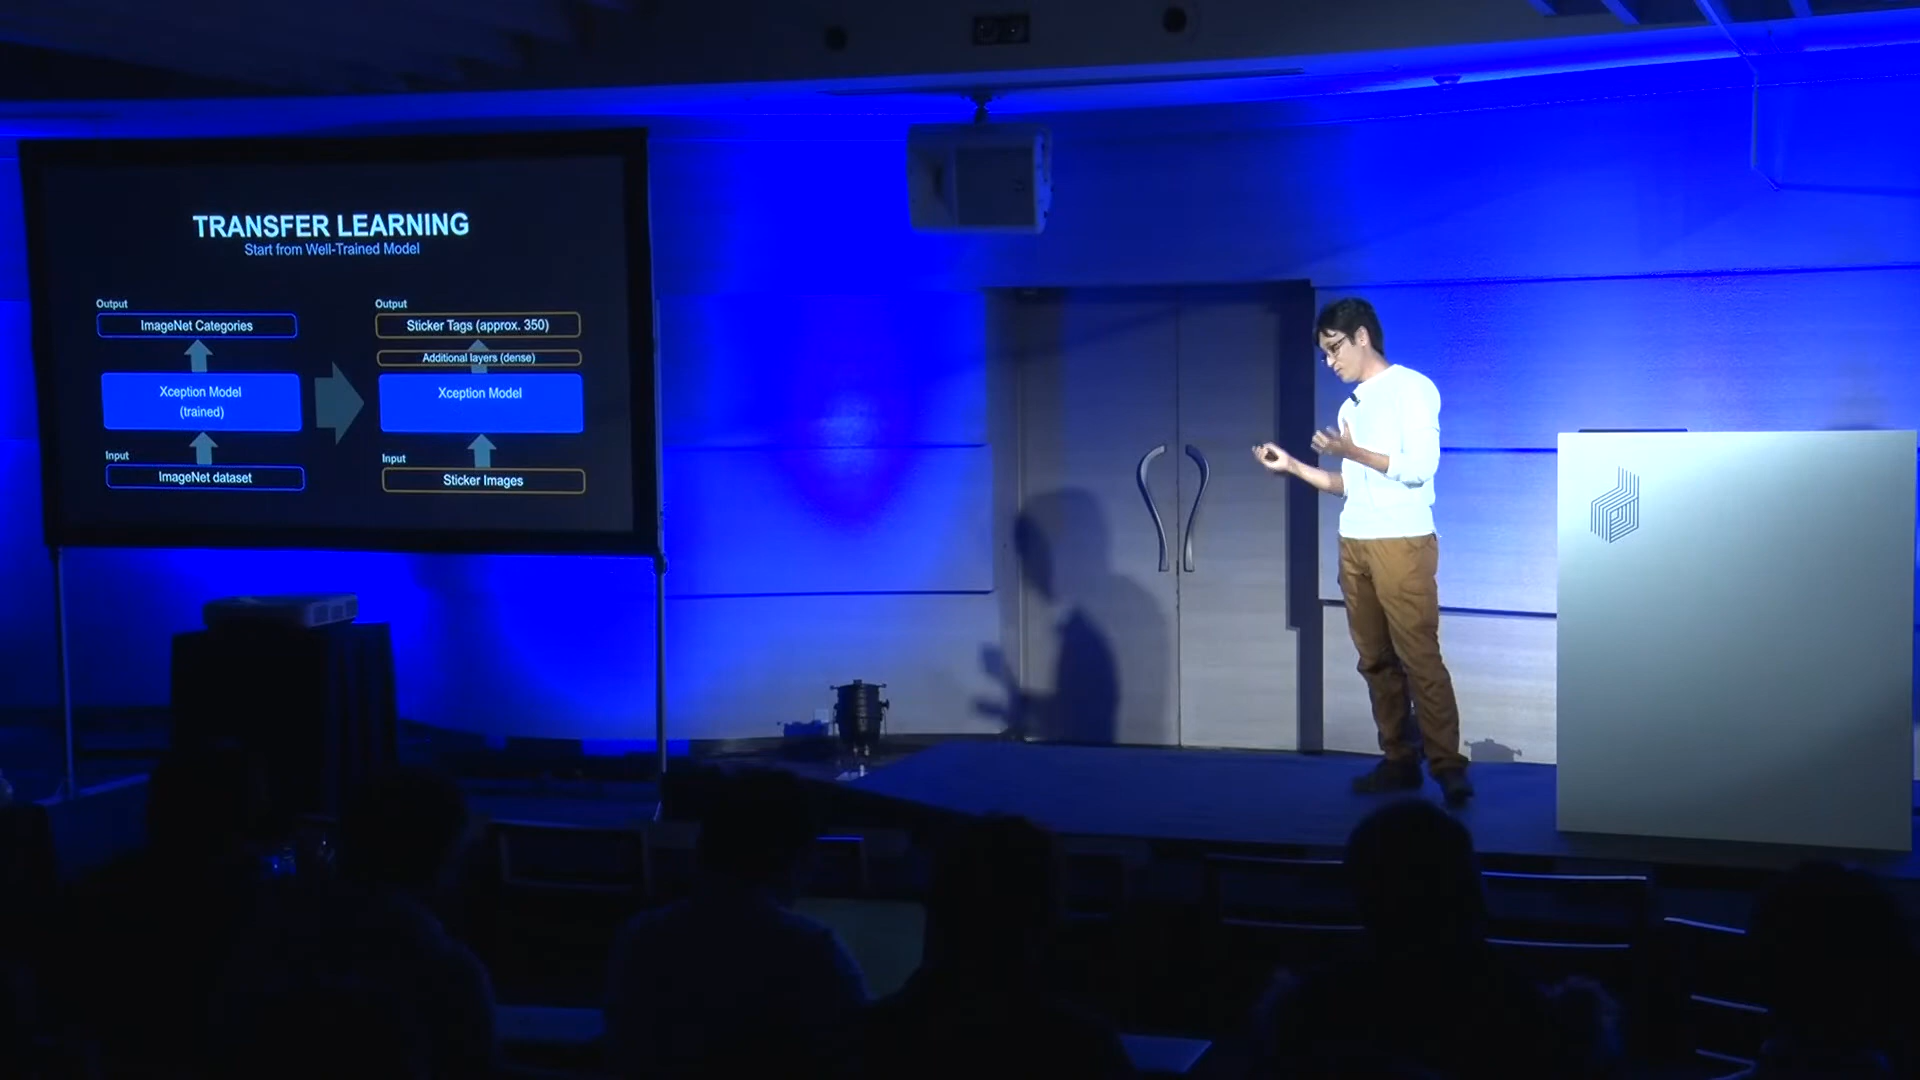 TRANSFER LEARNING
Start from Well-Trained Model
Output
ImageNet Categories
Xception Model
(trained)
Input
ImageNet dataset
Output
Sticker Tags (approx. 350)
Additional layers (dense)
Xception Model
Input
Sticker Images